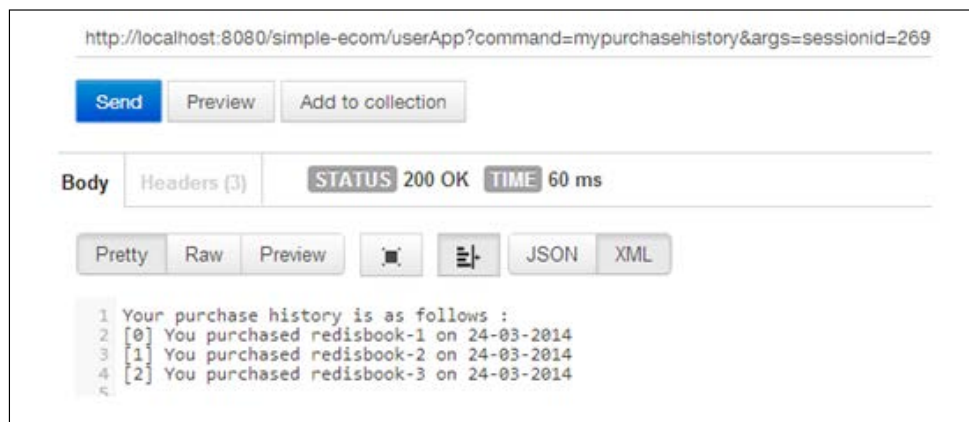 http://localhost:8080/simple-ecom/userApp?command=mypurchasehistory&args=sessionid=269
Send Preview Add to collection
Body Headers (3) STATUS 200 OK TIME 60 ms
Pretty Raw Preview JSON XML
1 Your purchase history is as follows :
2 [0] You purchased redisbook-1 on 24-03-2014
3 [1] You purchased redisbook-2 on 24-03-2014
4 [2] You purchased redisbook-3 on 24-03-2014
5